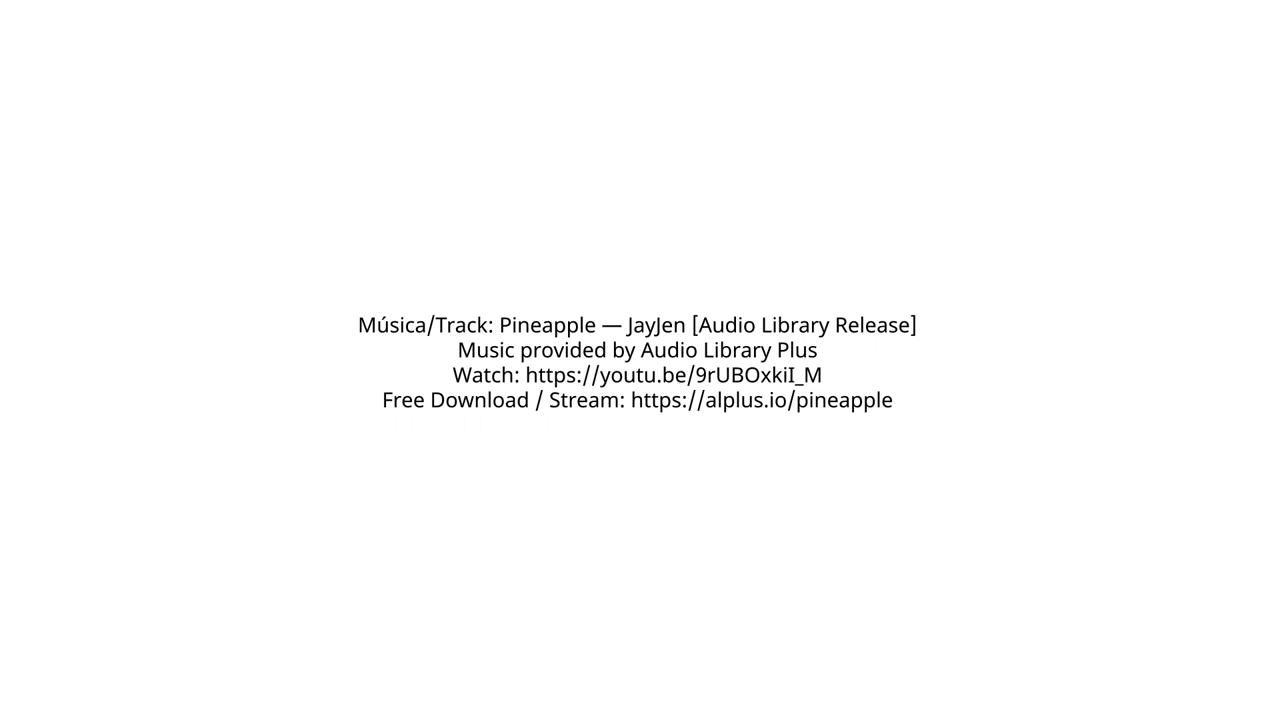 Música/Track: Pineapple — JayJen [Audio Library Release]
Music provided by Audio Library Plus
Watch: https://youtu.be/9rUBOxkiI_M
Free Download / Stream: https://alplus.io/pineapple